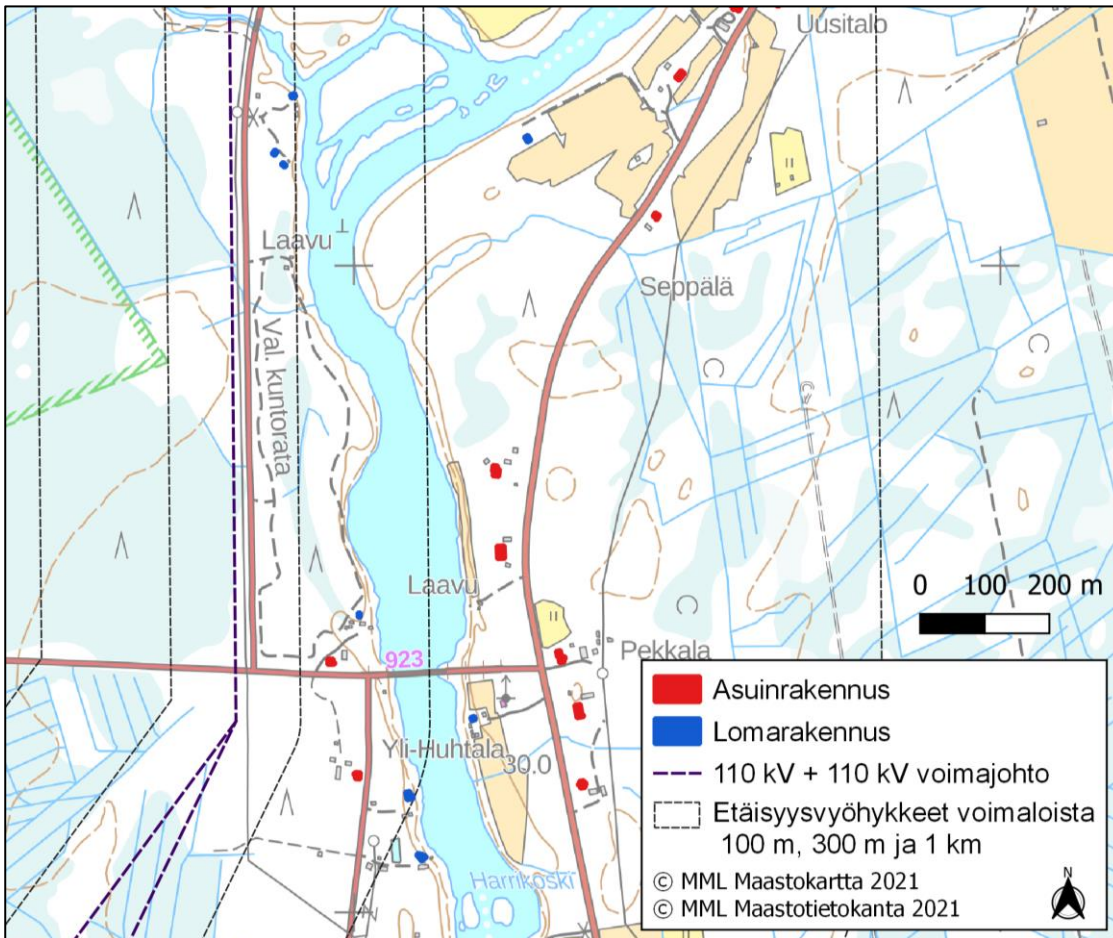 Uusitalo
Laavu
Seppälä
Val. kuntorata
Laavu
0 100 200 m
923
Pekkala
Yli-Huhtala
30.0
Harrikoski
Asuinrakennus
Lomarakennus
110 kV + 110 kV voimajohto
Etäisyysvyöhykkeet voimaloista
100 m, 300 m ja 1 km
© MML Maastokartta 2021
© MML Maastotietokanta 2021
N